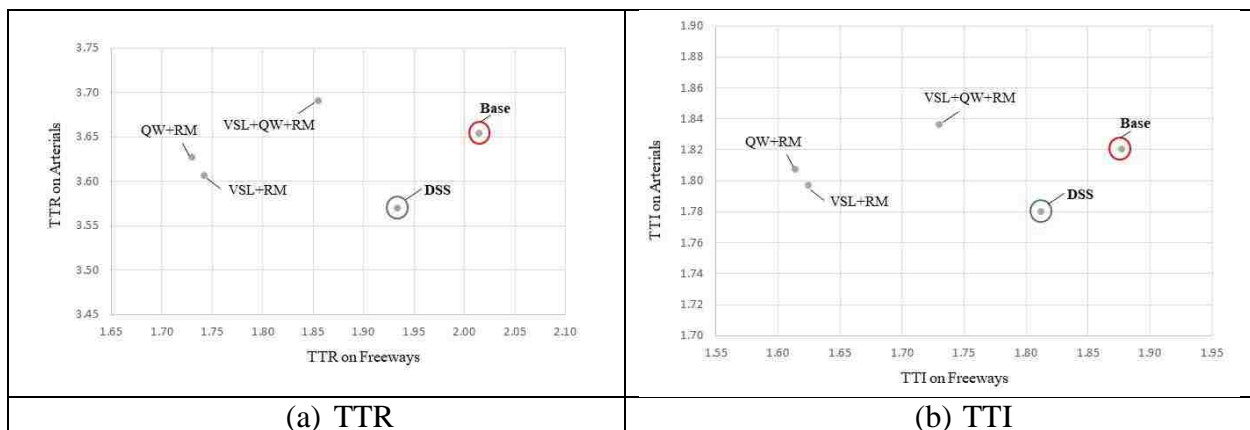 3.75
3.70
3.65
3.60
3.55
3.50
3.45
TTR on Arterials
QW+RM
VSL+QW+RM
Base
VSL+RM
DSS
1.65 1.70 1.75 1.80 1.85 1.90 1.95 2.00 2.05 2.10
TTR on Freeways
(a) TTR
1.90
1.88
1.86
1.84
1.82
1.80
1.78
1.76
1.74
1.72
1.70
TTI on Arterials
VSL+QW+RM
Base
QW+RM
VSL+RM
DSS
1.55 1.60 1.65 1.70 1.75 1.80 1.85 1.90 1.95
TTI on Freeways
(b) TTI